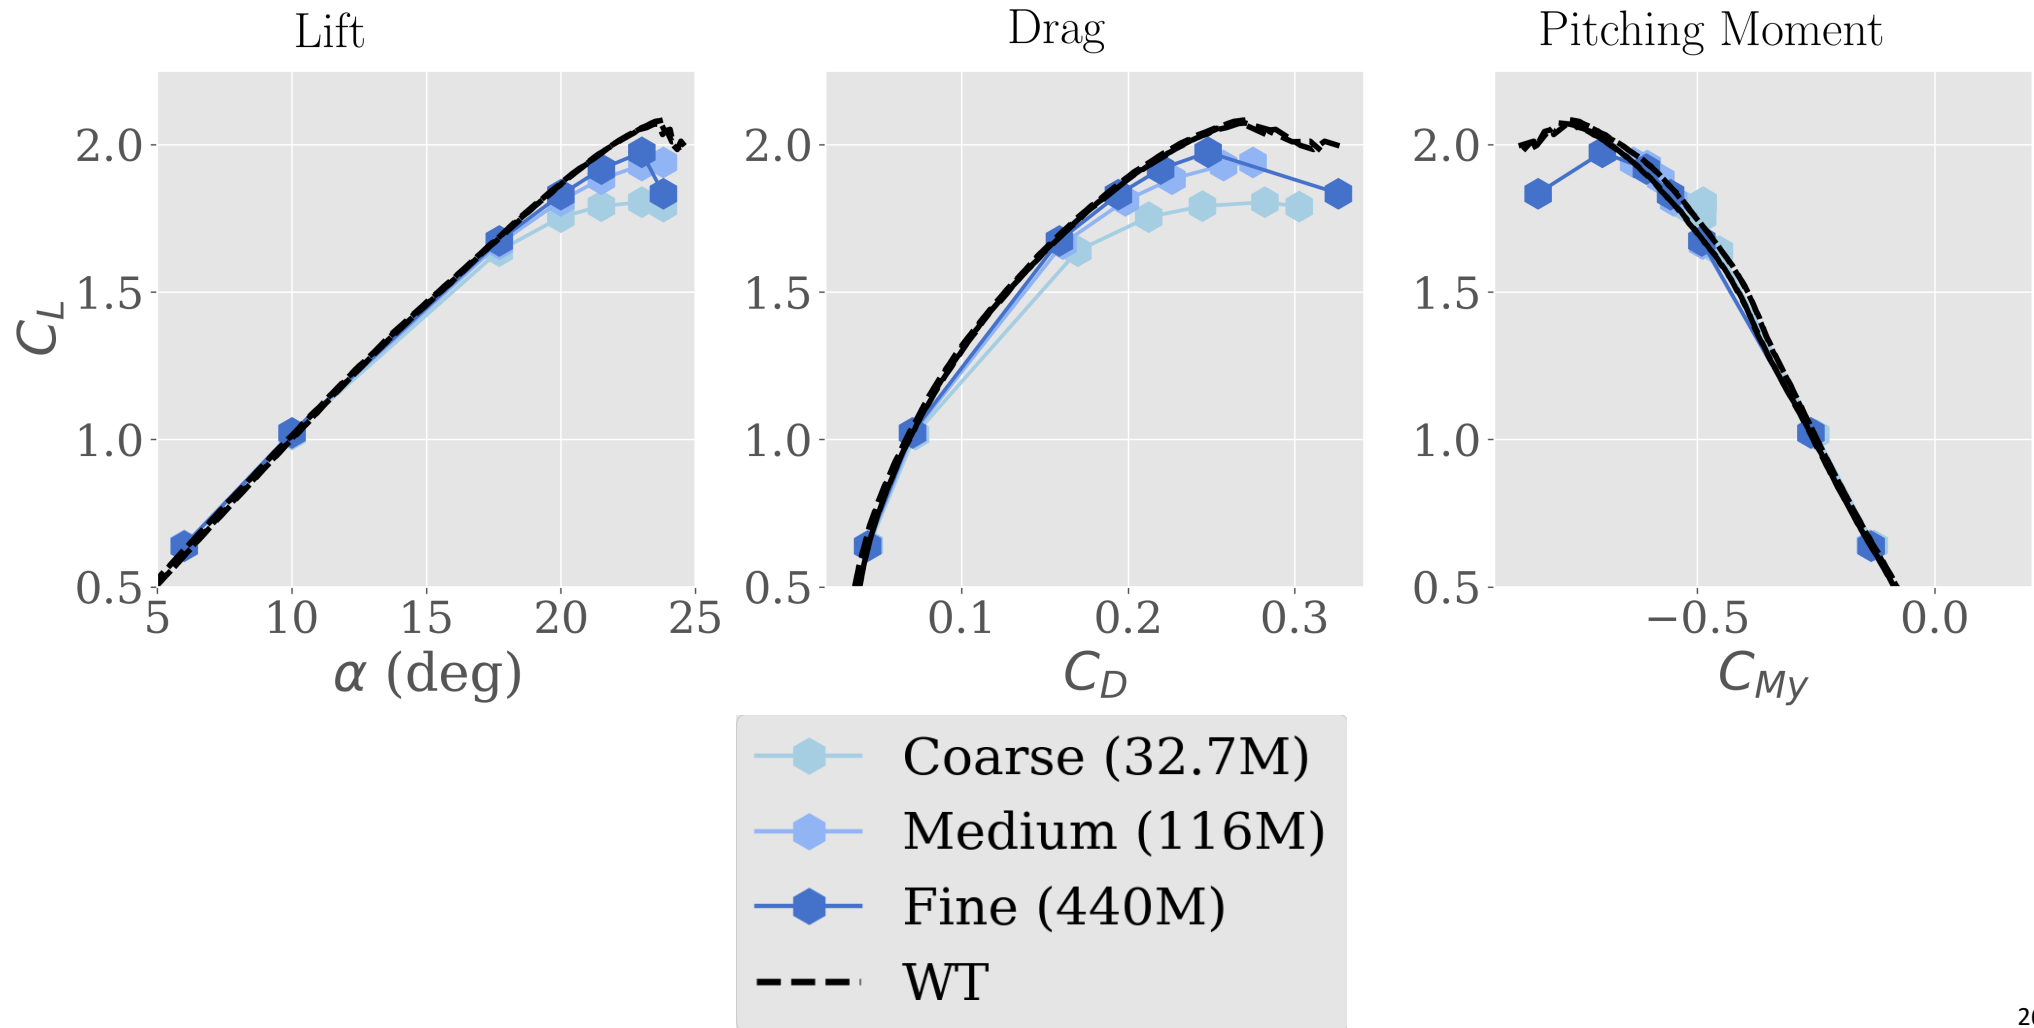 Lift
Drag
Pitching Moment
2.0
1.5
1.0
0.5
C_L
5 10 15 20 25
α (deg)
2.0
1.5
1.0
0.5
0.1 0.2 0.3
C_D
2.0
1.5
1.0
0.5
−0.5 0.0
C_My
Coarse (32.7M)
Medium (116M)
Fine (440M)
WT